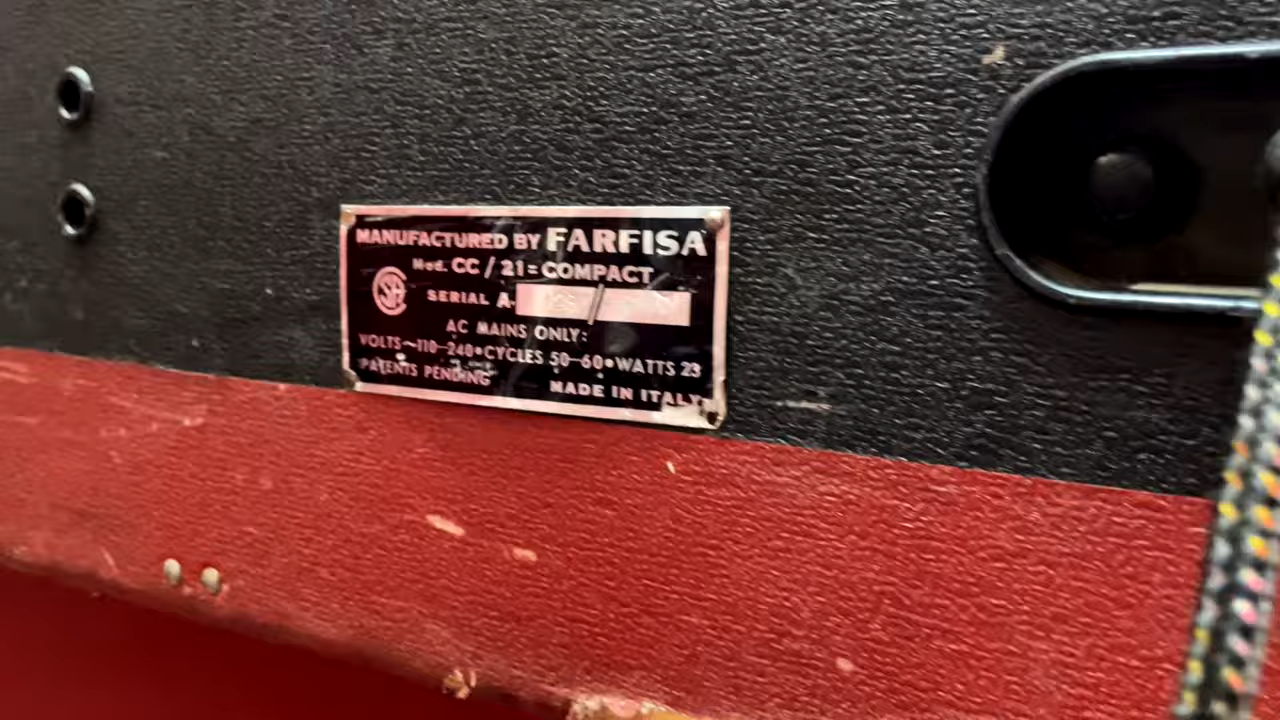 MANUFACTURED BY FARFISA
Mod. CC / 21 = COMPACT
CSA
SERIAL A.
AC MAINS ONLY:
VOLTS~110-240•CYCLES 50-60•WATTS 23
PATENTS PENDING
MADE IN ITALY